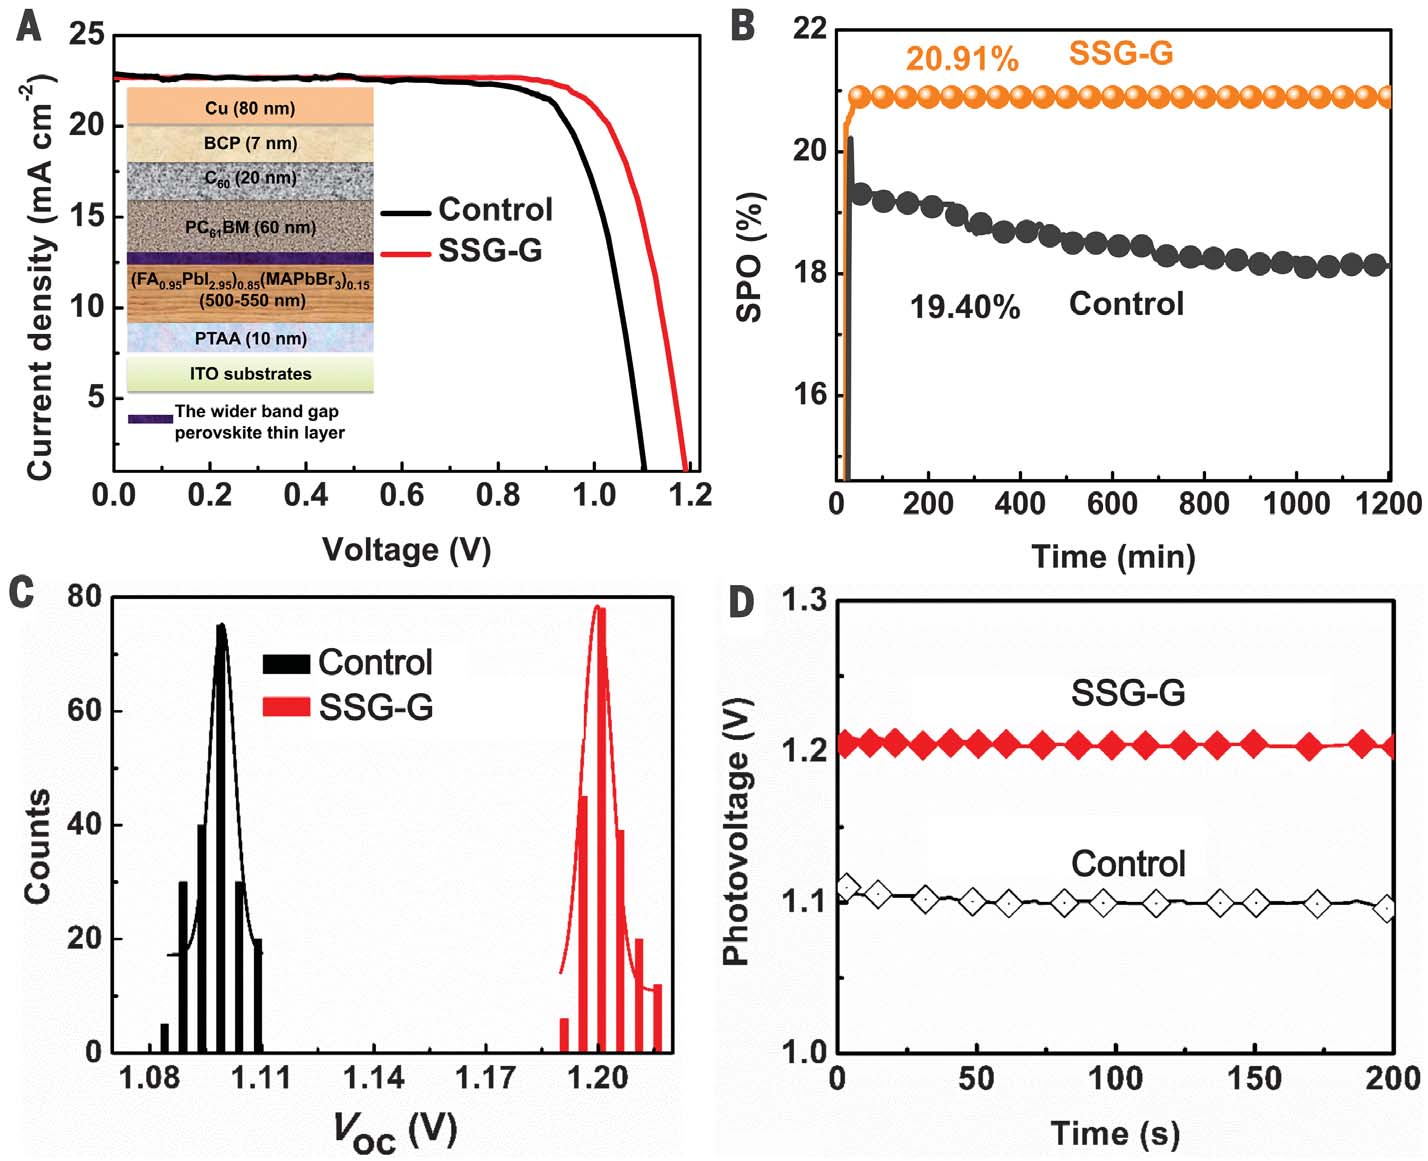 A
25
20
15
10
5
Current density (mA cm-2)
Cu (80 nm)
BCP (7 nm)
C60 (20 nm)
PC61BM (60 nm)
(FA0.95PbI2.95)0.85(MAPbBr3)0.15
(500-550 nm)
PTAA (10 nm)
ITO substrates
The wider band gap
perovskite thin layer
Control
SSG-G
0.0 0.2 0.4 0.6 0.8 1.0 1.2
Voltage (V)
B
22
20
18
16
SPO (%)
20.91% SSG-G
19.40% Control
0 200 400 600 800 1000 1200
Time (min)
C
80
60
40
20
0
Counts
Control
SSG-G
1.08 1.11 1.14 1.17 1.20
VOC (V)
D
1.3
1.2
1.1
1.0
Photovoltage (V)
SSG-G
Control
0 50 100 150 200
Time (s)